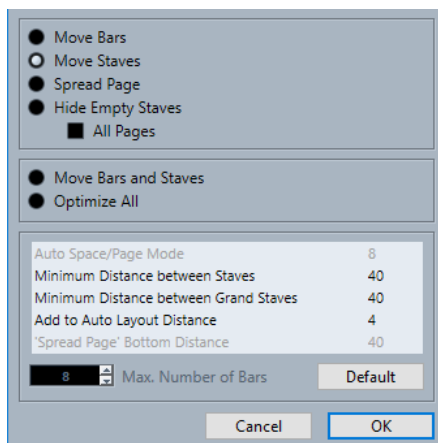 Move Bars
Move Staves
Spread Page
Hide Empty Staves
All Pages
Move Bars and Staves
Optimize All
Auto Space/Page Mode 8
Minimum Distance between Staves 40
Minimum Distance between Grand Staves 40
Add to Auto Layout Distance 4
'Spread Page' Bottom Distance 40
8 Max. Number of Bars Default
Cancel OK